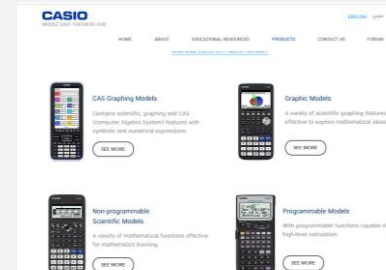 CASIO
MIDDLE EAST TEACHERS HUB
ENGLISH عربي
HOME ABOUT EDUCATIONAL RESOURCES PRODUCTS CONTACT US FORUM
CAS Graphing Models
Contains scientific, graphing and CAS
(computer Algebra System) features with
symbolic and numerical expressions
SEE MORE
Graphic Models
A variety of scientific graphing features
effective to explore mathematical ideas
SEE MORE
Non-programmable
Scientific Models
A variety of mathematical functions effective
for mathematics learning.
SEE MORE
Programmable Models
With programmable functions capable
high-level calculation.
SEE MORE